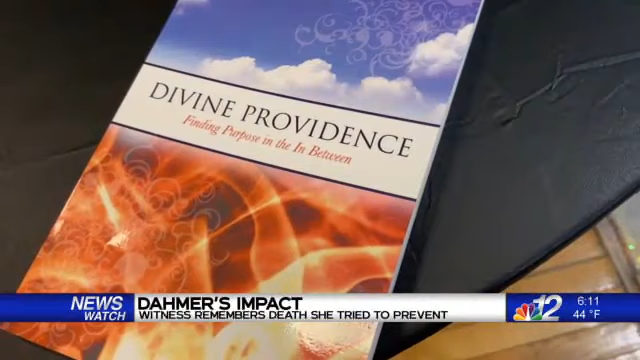 DIVINE PROVIDENCE
Finding Purpose in the In Between
NEWS
WATCH
DAHMER'S IMPACT
WITNESS REMEMBERS DEATH SHE TRIED TO PREVENT
12
6:11
44 °F